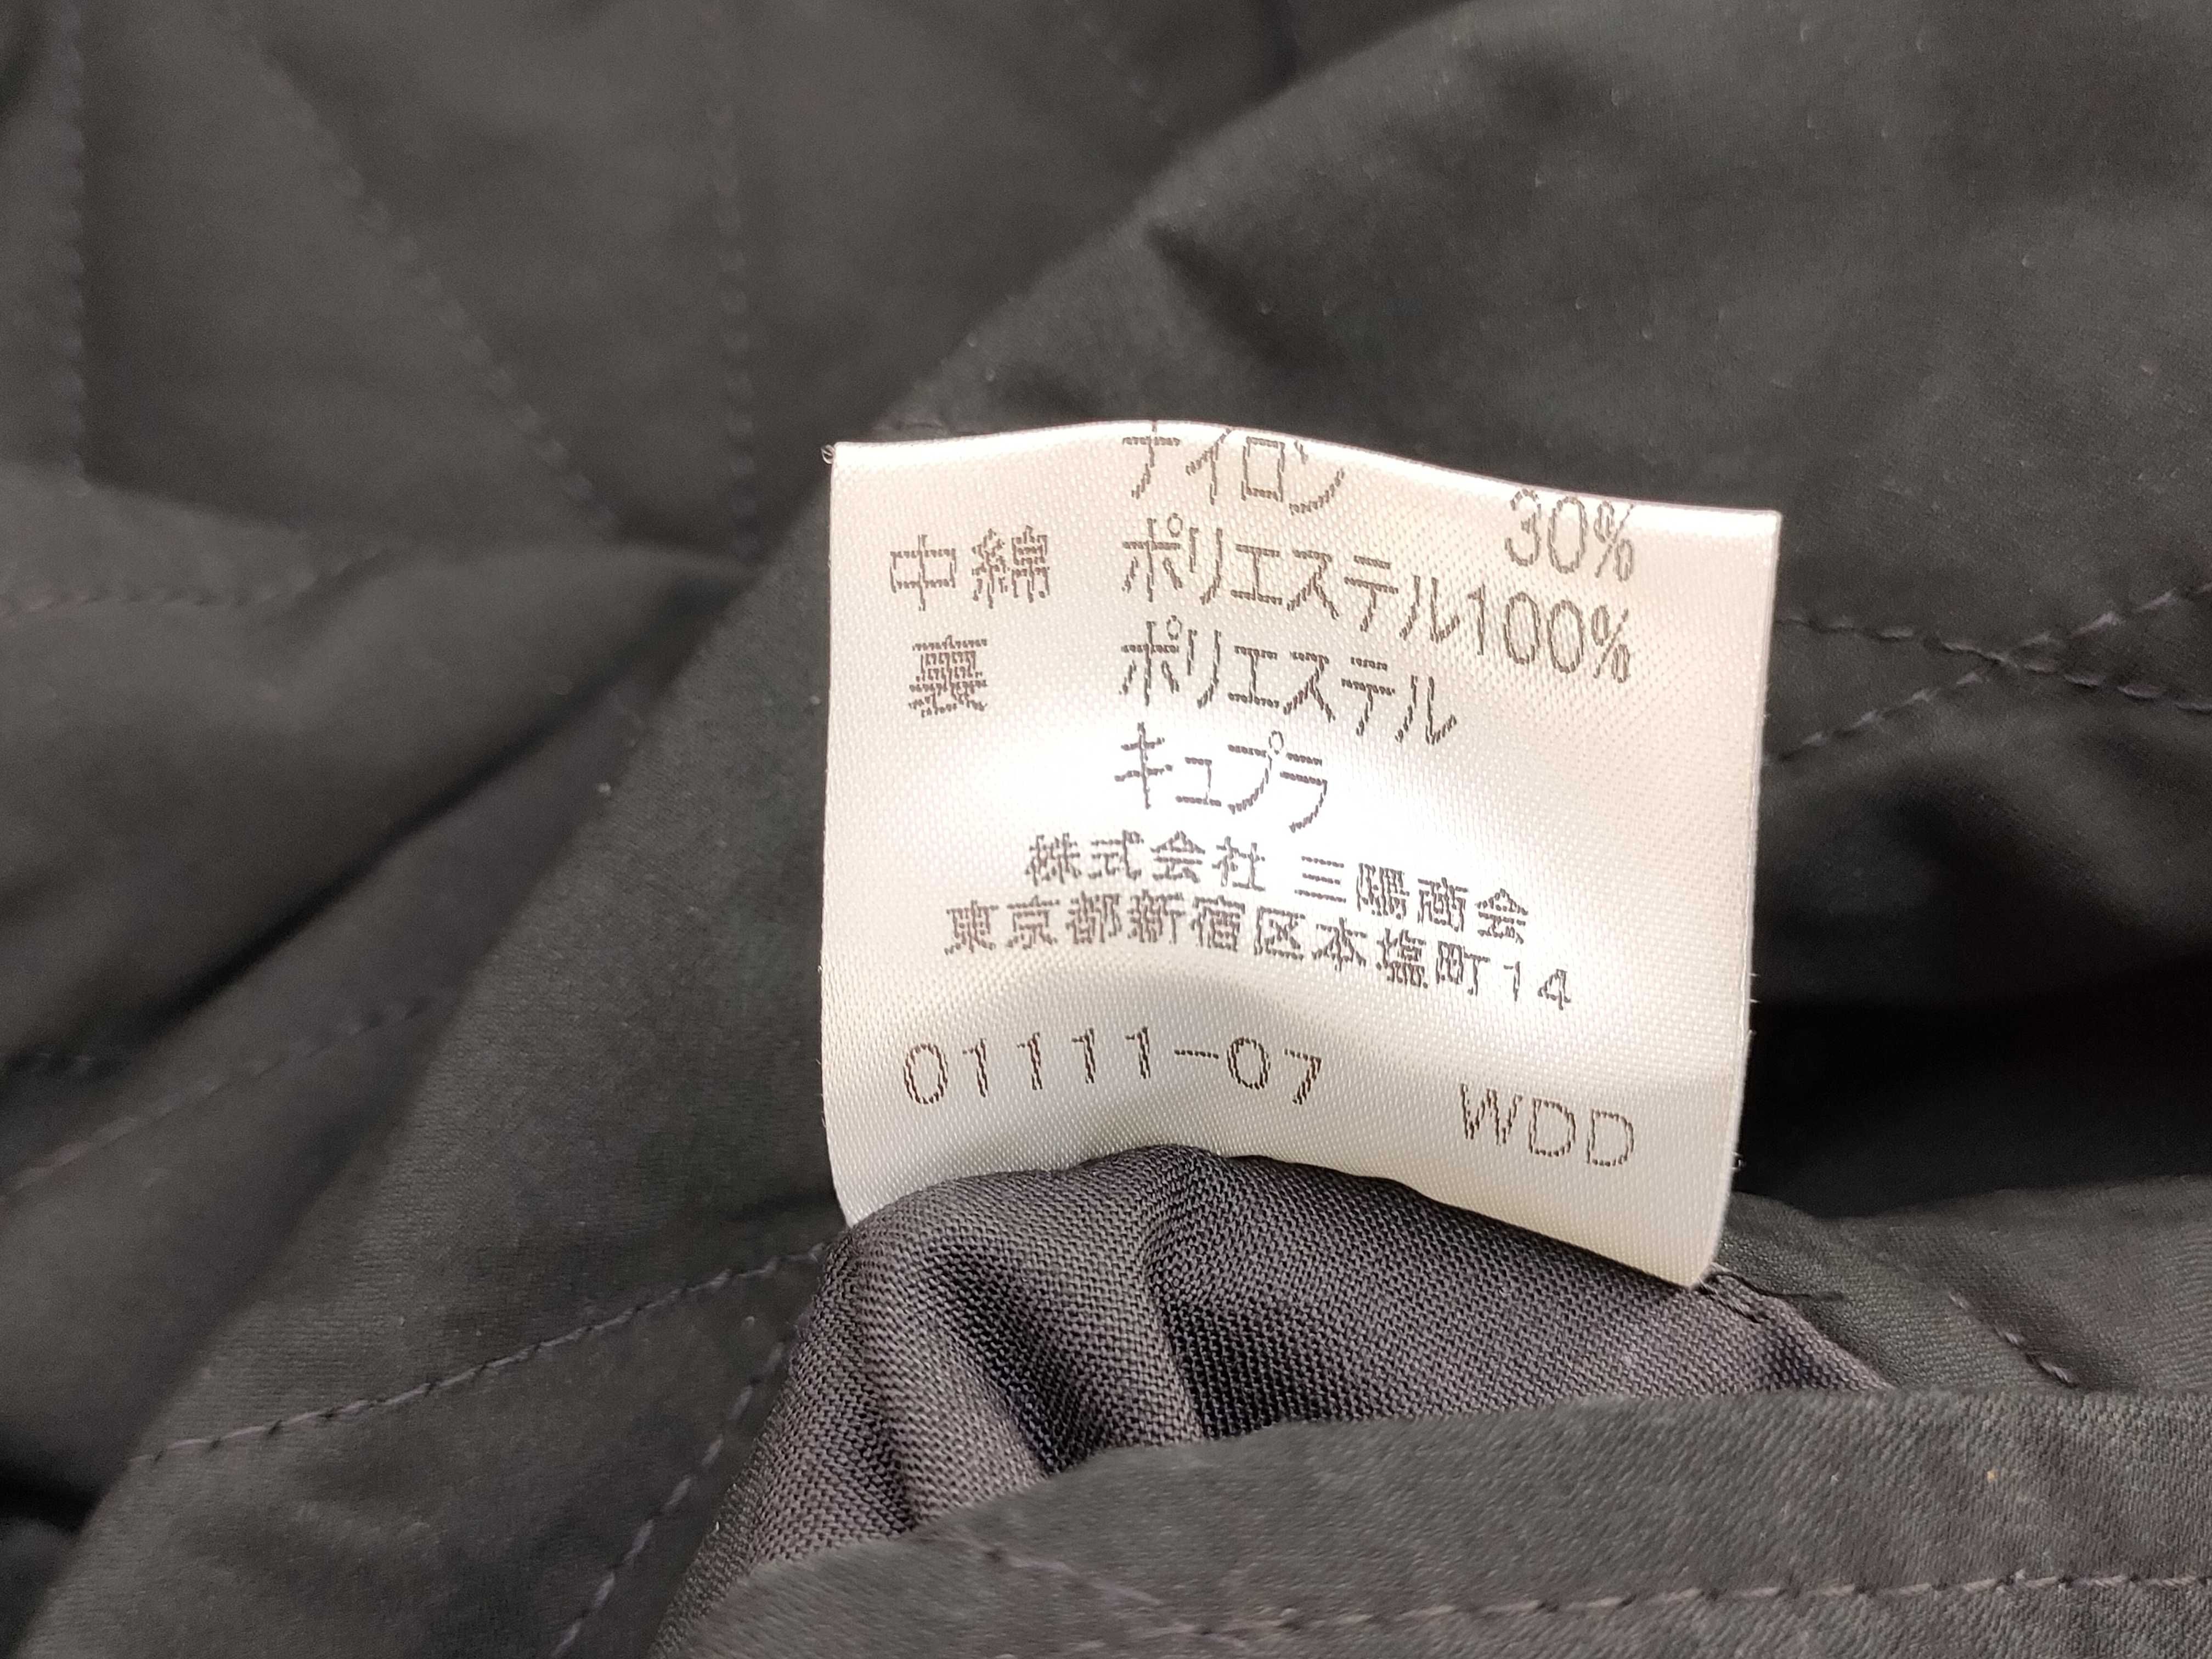 ナイロン 30%
中綿 ポリエステル100%
裏 ポリエステル
キュプラ
株式会社 三陽商会
東京都新宿区本塩町14
01111-07 WDD